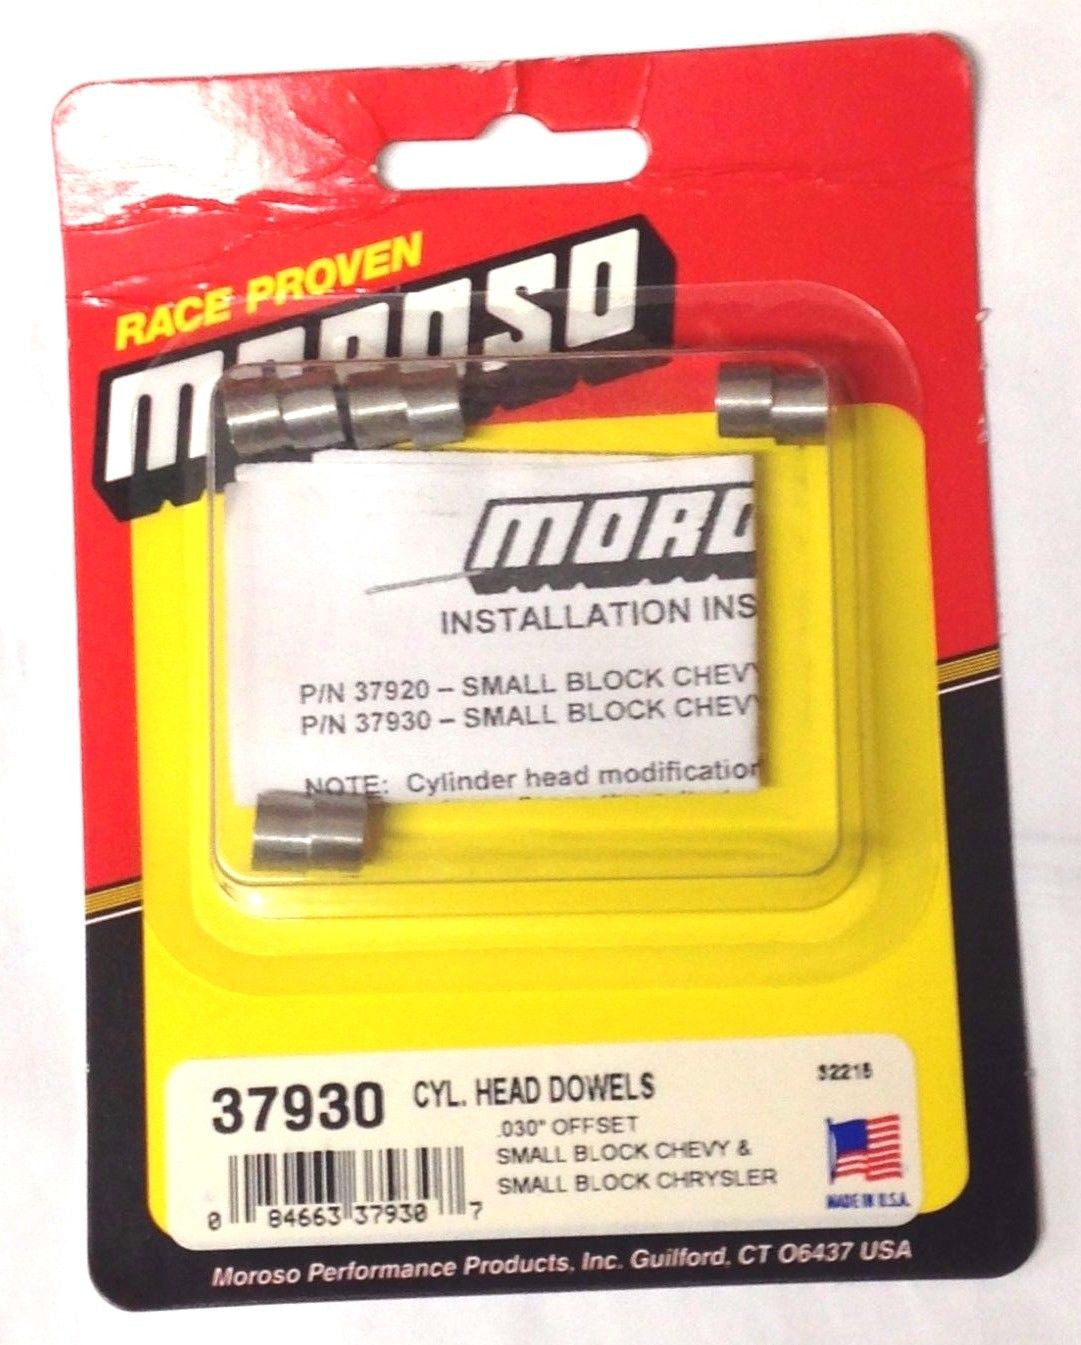 RACE PROVEN
MOROSO
MORO
INSTALLATION INS
P/N 37920 – SMALL BLOCK CHEVY
P/N 37930 – SMALL BLOCK CHEVY
NOTE: Cylinder head modification
37930 CYL. HEAD DOWELS
32215
.030" OFFSET
SMALL BLOCK CHEVY &
SMALL BLOCK CHRYSLER
MADE IN U.S.A.
0 84663 37930 7
Moroso Performance Products, Inc. Guilford, CT 06437 USA